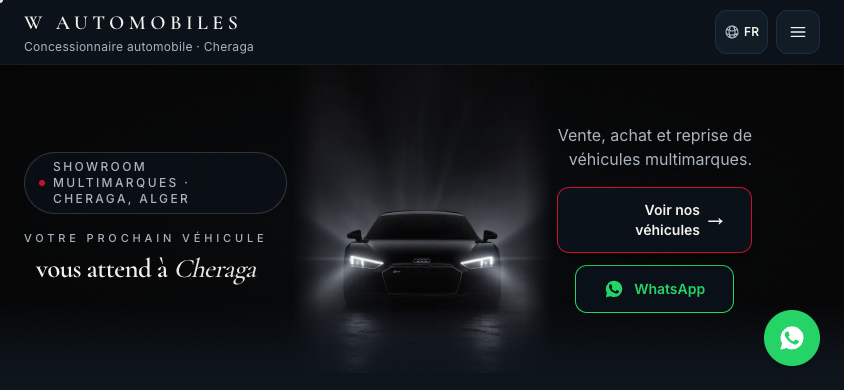 W AUTOMOBILES
Concessionnaire automobile · Cheraga
FR
SHOWROOM
MULTIMARQUES ·
CHERAGA, ALGER
VOTRE PROCHAIN VÉHICULE
vous attend à Cheraga
Vente, achat et reprise de
véhicules multimarques.
Voir nos
véhicules →
WhatsApp